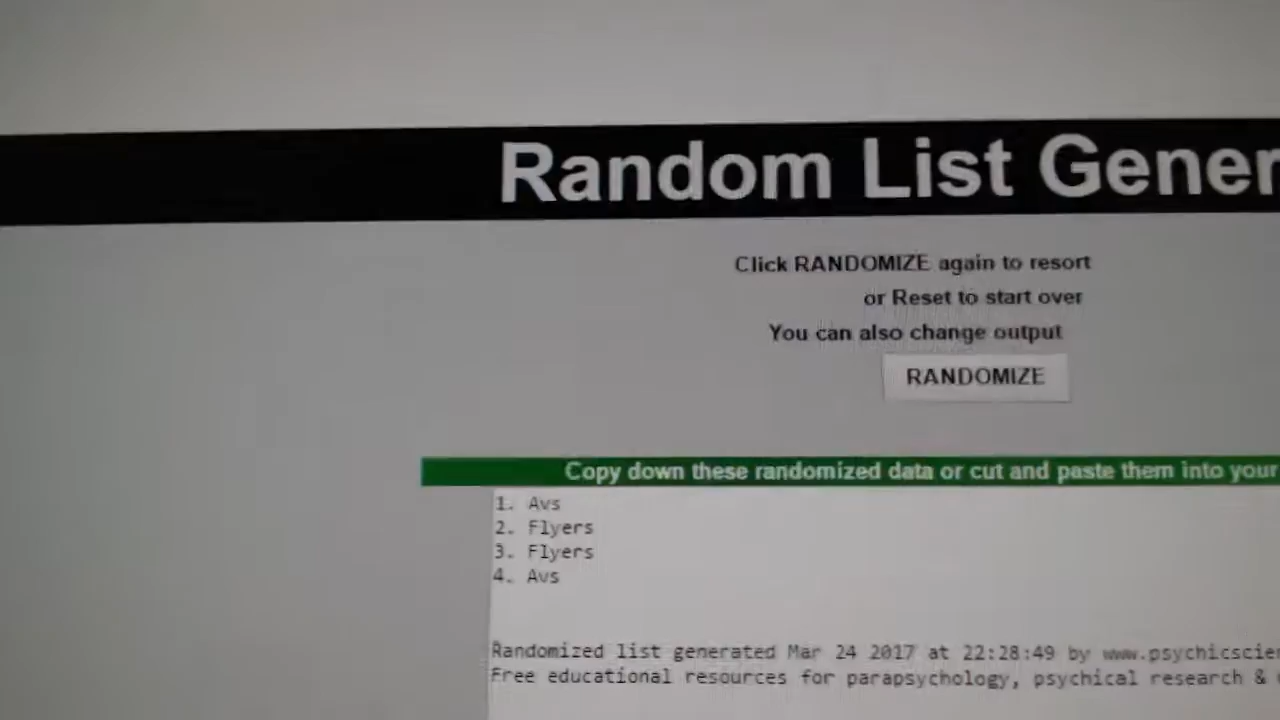 Random List Gener
Click RANDOMIZE again to resort
or Reset to start over
You can also change output
RANDOMIZE
Copy down these randomized data or cut and paste them into your
1. Avs
2. Flyers
3. Flyers
4. Avs
Randomized list generated Mar 24 2017 at 22:28:49 by www.psychicscie
Free educational resources for parapsychology, psychical research &